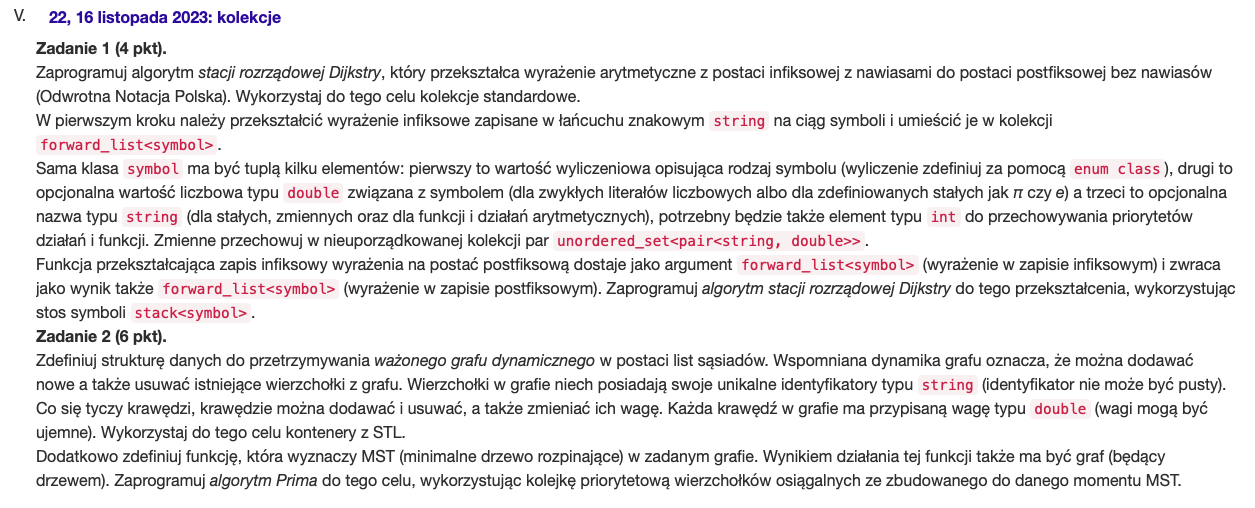 V. 22, 16 listopada 2023: kolekcje
Zadanie 1 (4 pkt).
Zaprogramuj algorytm stacji rozrządowej Dijkstry, który przekształca wyrażenie arytmetyczne z postaci infiksowej z nawiasami do postaci postfiksowej bez nawiasów
(Odwrotna Notacja Polska). Wykorzystaj do tego celu kolekcje standardowe.
W pierwszym kroku należy przekształcić wyrażenie infiksowe zapisane w łańcuchu znakowym string na ciąg symboli i umieścić je w kolekcji
forward_list<symbol>.
Sama klasa symbol ma być tuplą kilku elementów: pierwszy to wartość wyliczeniowa opisująca rodzaj symbolu (wyliczenie zdefiniuj za pomocą enum class), drugi to
opcjonalna wartość liczbowa typu double związana z symbolem (dla zwykłych literałów liczbowych albo dla zdefiniowanych stałych jak π czy e) a trzeci to opcjonalna
nazwa typu string (dla stałych, zmiennych oraz dla funkcji i działań arytmetycznych), potrzebny będzie także element typu int do przechowywania priorytetów
działań i funkcji. Zmienne przechowuj w nieuporządkowanej kolekcji par unordered_set<pair<string, double>>.
Funkcja przekształcająca zapis infiksowy wyrażenia na postać postfiksową dostaje jako argument forward_list<symbol> (wyrażenie w zapisie infiksowym) i zwraca
jako wynik także forward_list<symbol> (wyrażenie w zapisie postfiksowym). Zaprogramuj algorytm stacji rozrządowej Dijkstry do tego przekształcenia, wykorzystując
stos symboli stack<symbol>.
Zadanie 2 (6 pkt).
Zdefiniuj strukturę danych do przetrzymywania ważonego grafu dynamicznego w postaci list sąsiadów. Wspomniana dynamika grafu oznacza, że można dodawać
nowe a także usuwać istniejące wierzchołki z grafu. Wierzchołki w grafie niech posiadają swoje unikalne identyfikatory typu string (identyfikator nie może być pusty).
Co się tyczy krawędzi, krawędzie można dodawać i usuwać, a także zmieniać ich wagę. Każda krawędź w grafie ma przypisaną wagę typu double (wagi mogą być
ujemne). Wykorzystaj do tego celu kontenery z STL.
Dodatkowo zdefiniuj funkcję, która wyznaczy MST (minimalne drzewo rozpinające) w zadanym grafie. Wynikiem działania tej funkcji także ma być graf (będący
drzewem). Zaprogramuj algorytm Prima do tego celu, wykorzystując kolejkę priorytetową wierzchołków osiągalnych ze zbudowanego do danego momentu MST.